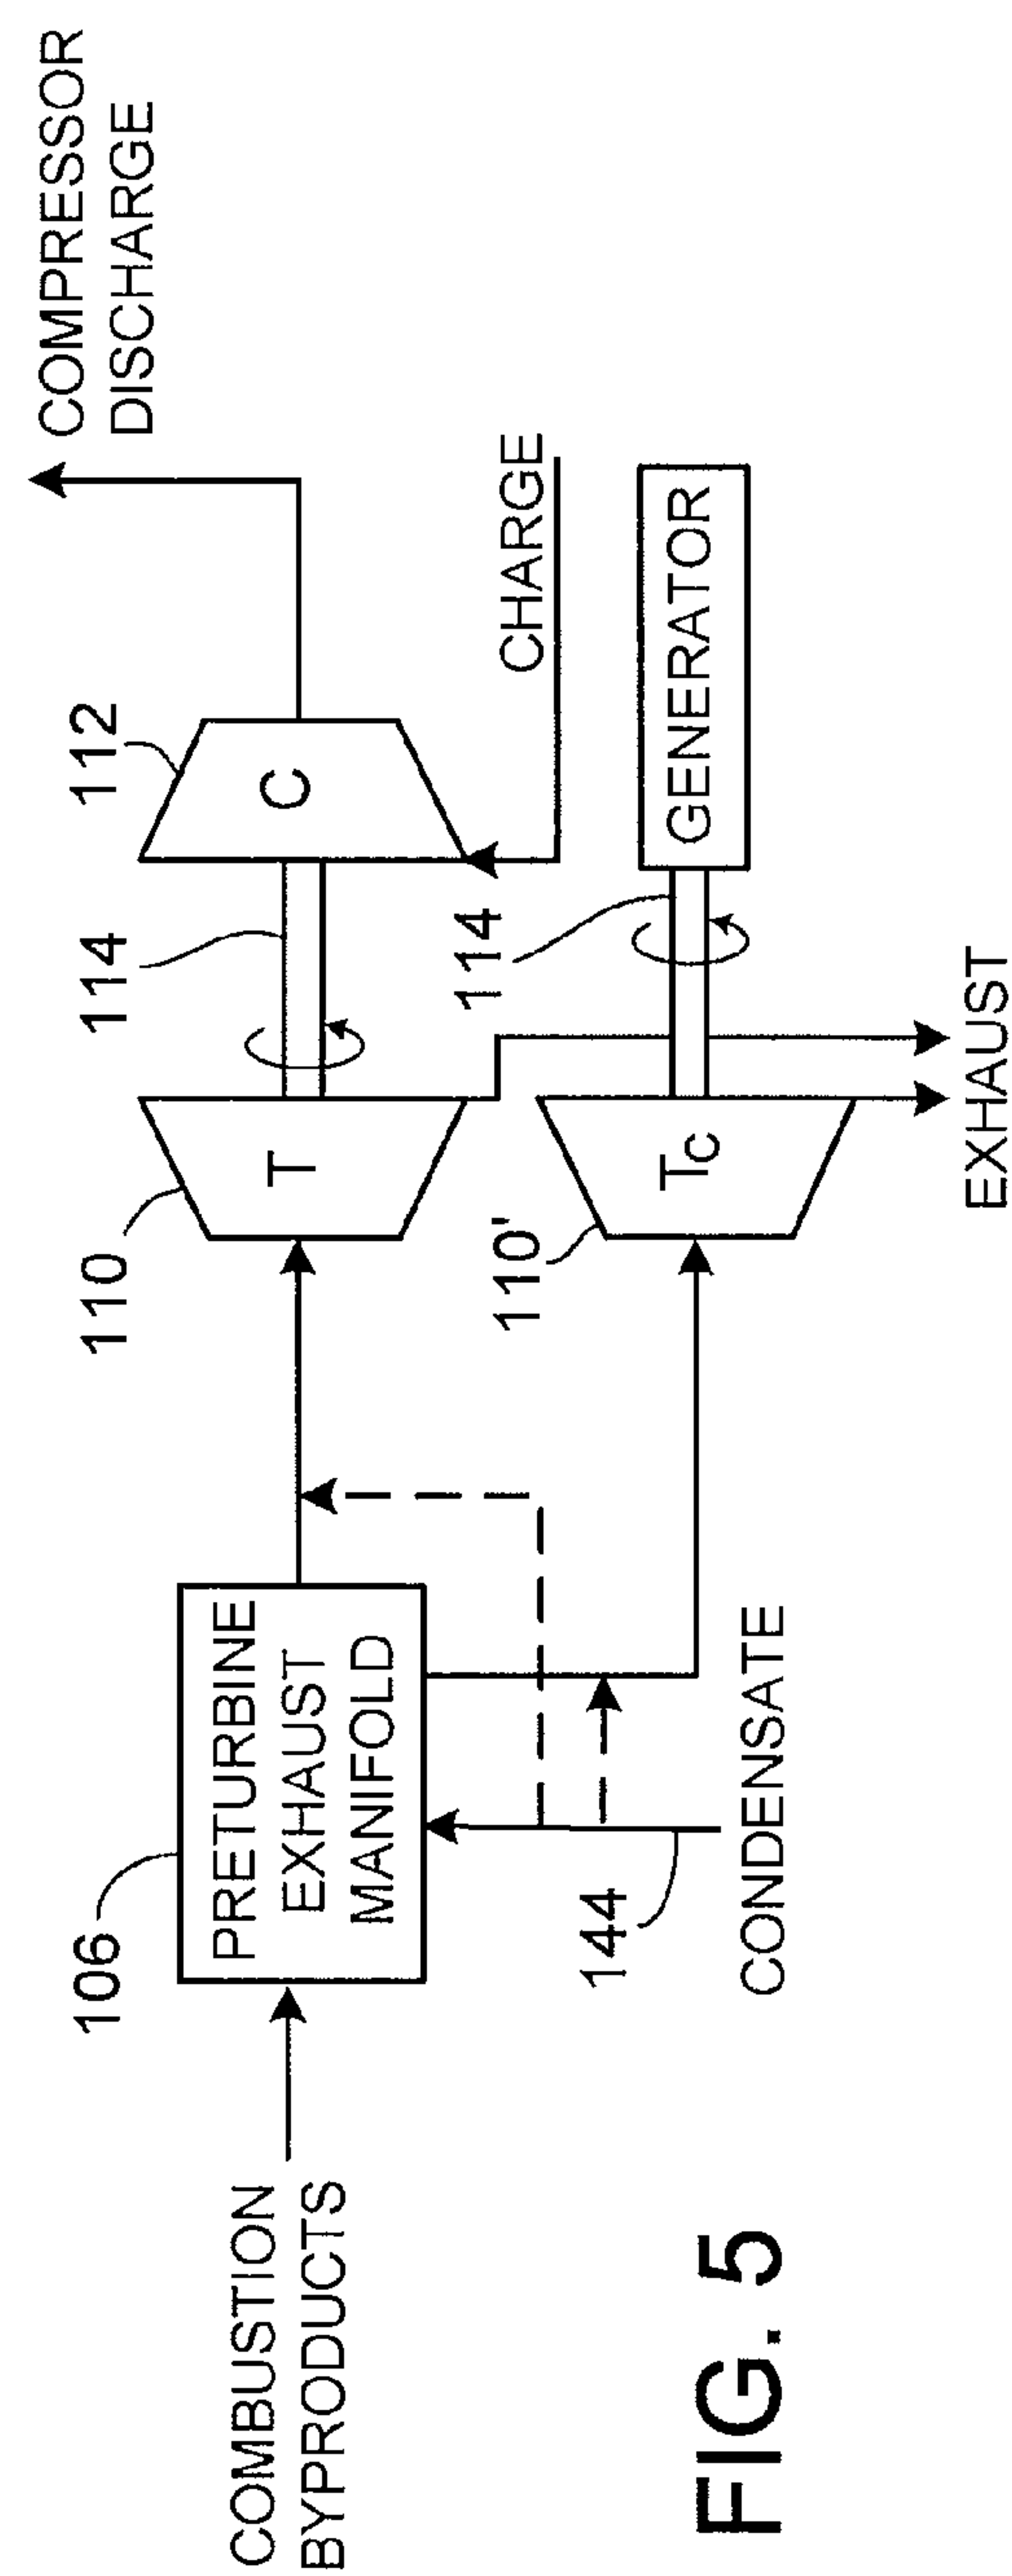 COMPRESSOR
DISCHARGE
112
C
114
CHARGE
GENERATOR
114
110
T
110'
TC
EXHAUST
106
PRETURBINE
EXHAUST
MANIFOLD
144
CONDENSATE
COMBUSTION
BYPRODUCTS
FIG. 5